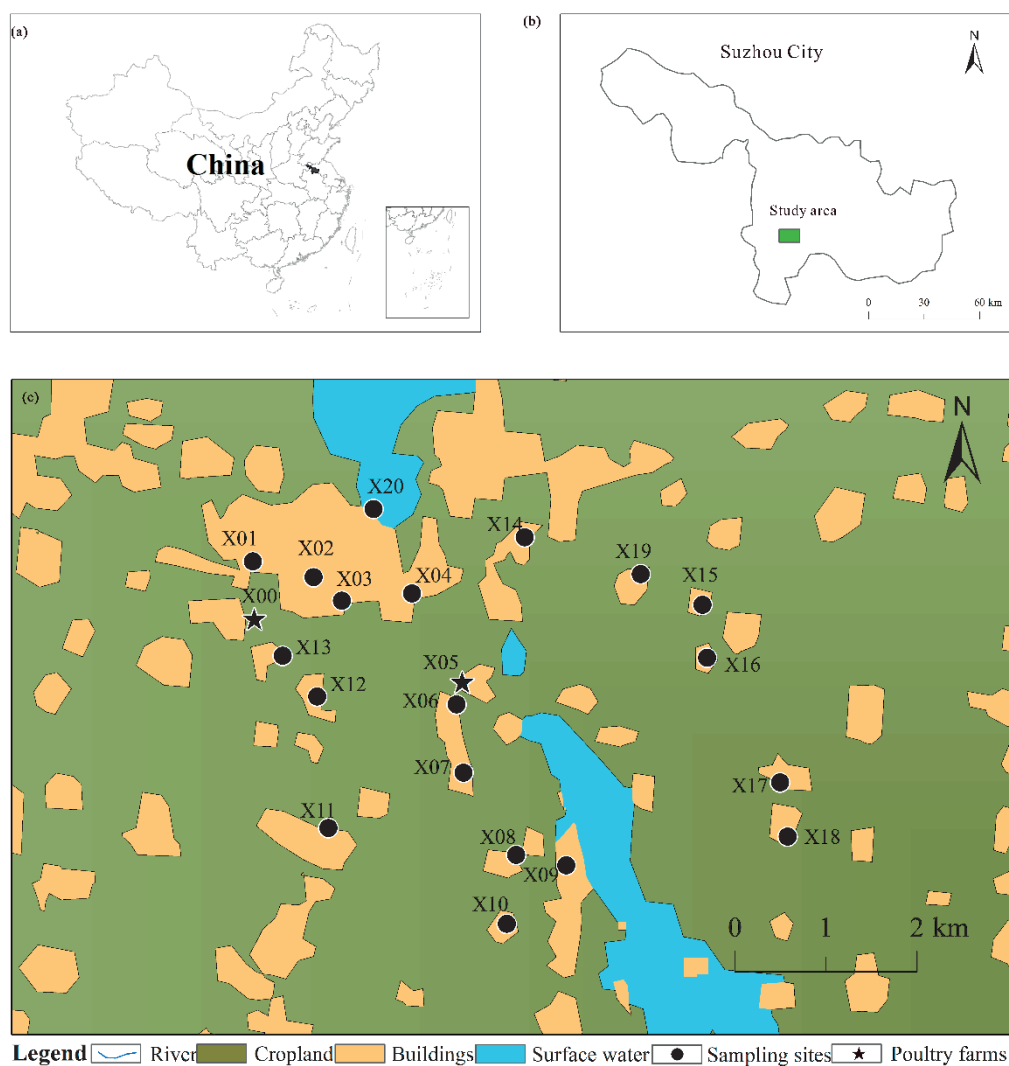 (a)
China
(b)
Suzhou City
N
Study area
0 30 60 km
(c)
N
X20
X14
X01
X02
X19
X15
X03
X04
X00
X13
X16
X05
X12
X06
X07
X17
X11
X08
X18
X09
X10
0 1 2 km
Legend River Cropland Buildings Surface water Sampling sites Poultry farms